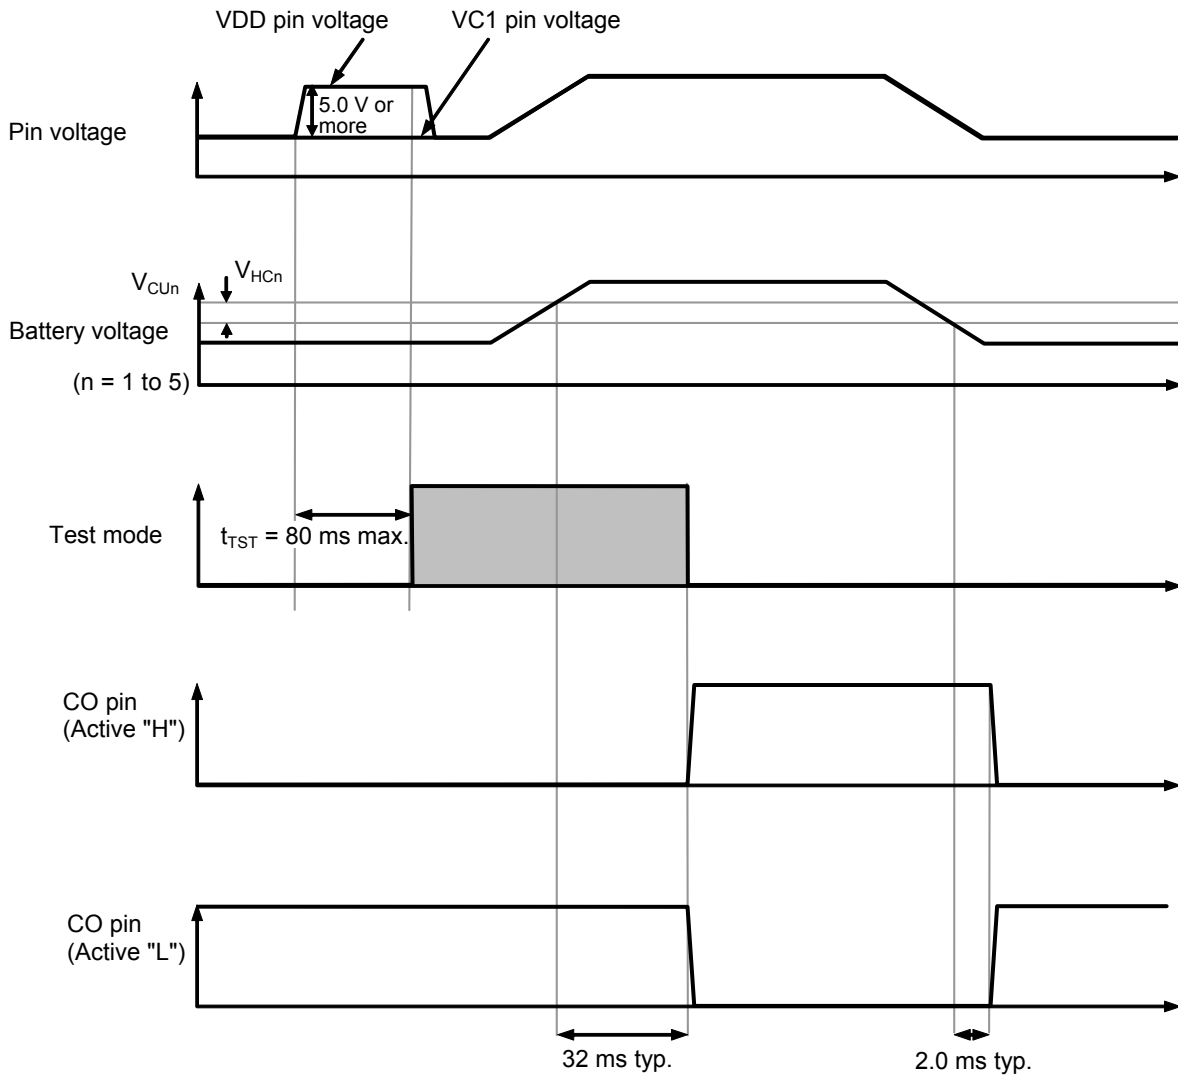 VDD pin voltage
VC1 pin voltage
5.0 V or
more
Pin voltage
VCUn
VHCn
Battery voltage
(n = 1 to 5)
Test mode
tTST = 80 ms max.
CO pin
(Active "H")
CO pin
(Active "L")
32 ms typ.
2.0 ms typ.